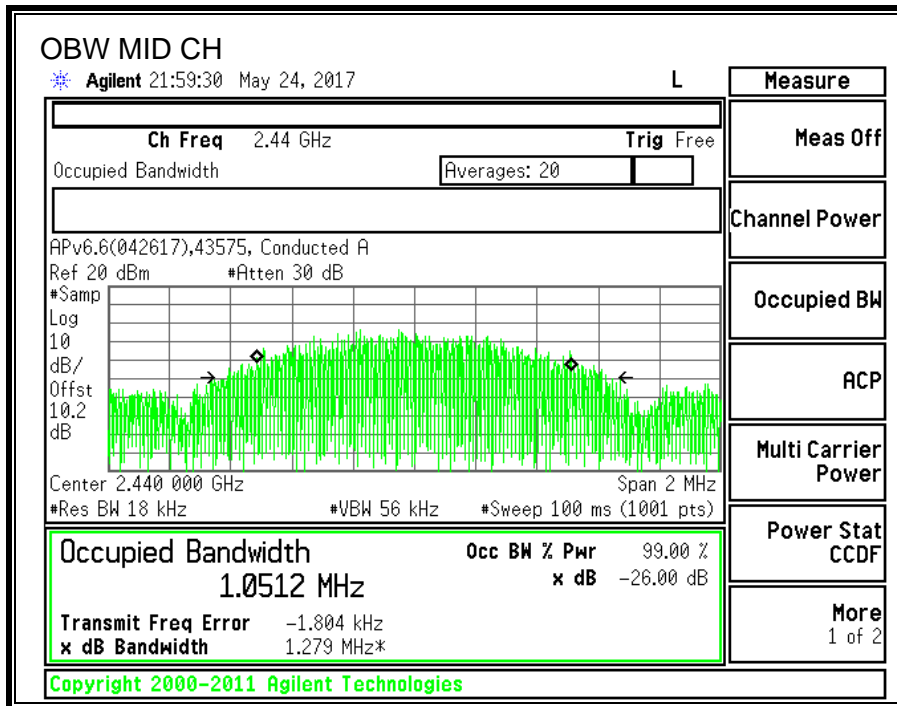 OBW MID CH
Agilent 21:59:30 May 24, 2017 L
Measure
Ch Freq 2.44 GHz Trig Free
Occupied Bandwidth Averages: 20
APv6.6(042617),43575, Conducted A
Ref 20 dBm #Atten 30 dB
#Samp
Log
10
dB/
Offst
10.2
dB
Center 2.440 000 GHz Span 2 MHz
#Res BW 18 kHz #VBW 56 kHz #Sweep 100 ms (1001 pts)
Occupied Bandwidth
1.0512 MHz
Occ BW % Pwr 99.00 %
x dB -26.00 dB
Transmit Freq Error -1.804 kHz
x dB Bandwidth 1.279 MHz*
Copyright 2000-2011 Agilent Technologies
Meas Off
Channel Power
Occupied BW
ACP
Multi Carrier
Power
Power Stat
CCDF
More
1 of 2